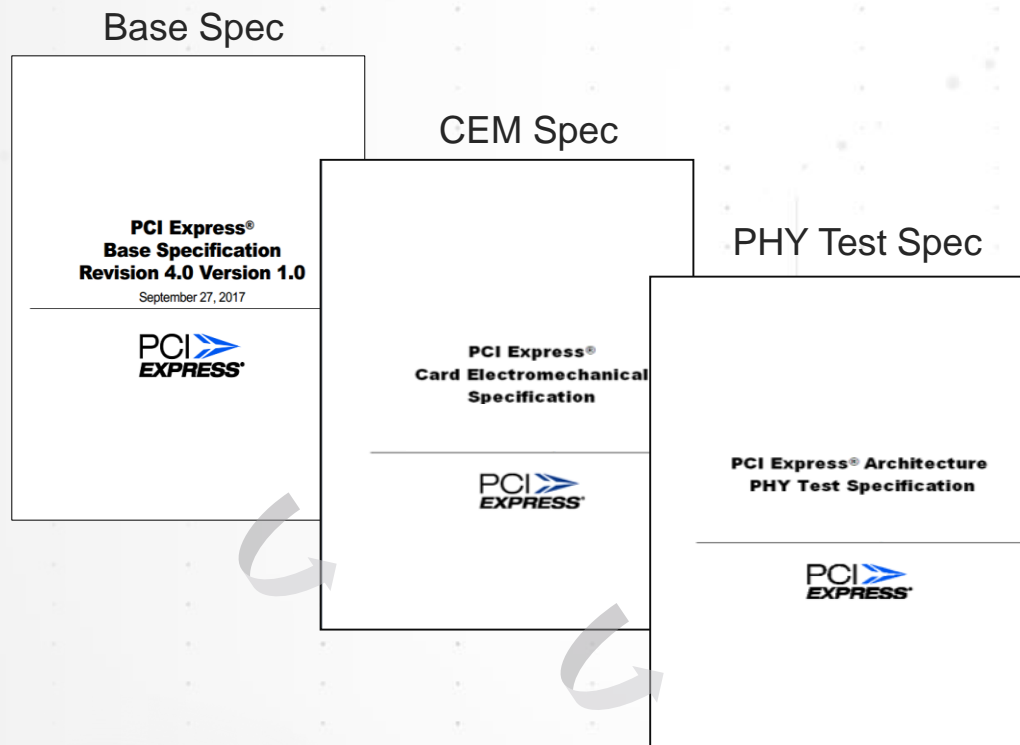 Base Spec
PCI Express®
Base Specification
Revision 4.0 Version 1.0
September 27, 2017
PCI
EXPRESS®
CEM Spec
PCI Express®
Card Electromechanical
Specification
PCI
EXPRESS®
PHY Test Spec
PCI Express® Architecture
PHY Test Specification
PCI
EXPRESS®